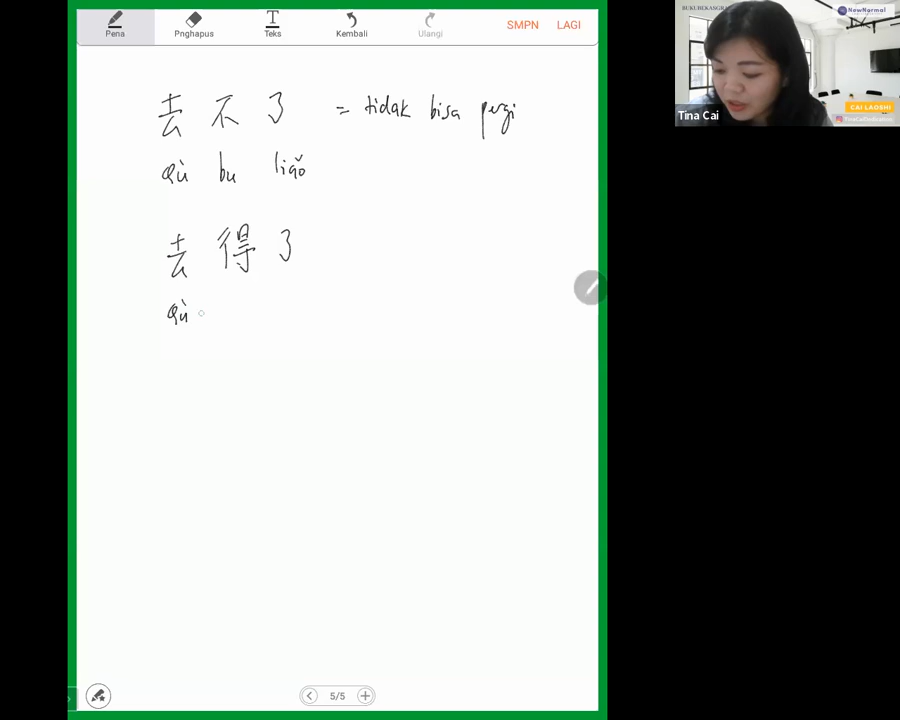 Pena Pnghapus Teks Kembali Ulangi SMPN LAGI
去不了 = tidak bisa pergi
qù bu liǎo
去得了
qù
5/5
NewNormal
CAI LAOSHI
Tina Cai